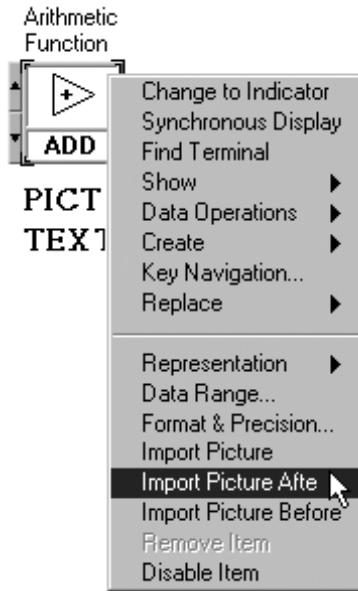 Arithmetic
Function
+
ADD
PICT
TEXT
Change to Indicator
Synchronous Display
Find Terminal
Show
Data Operations
Create
Key Navigation...
Replace
Representation
Data Range...
Format & Precision...
Import Picture
Import Picture Afte
Import Picture Before
Remove Item
Disable Item